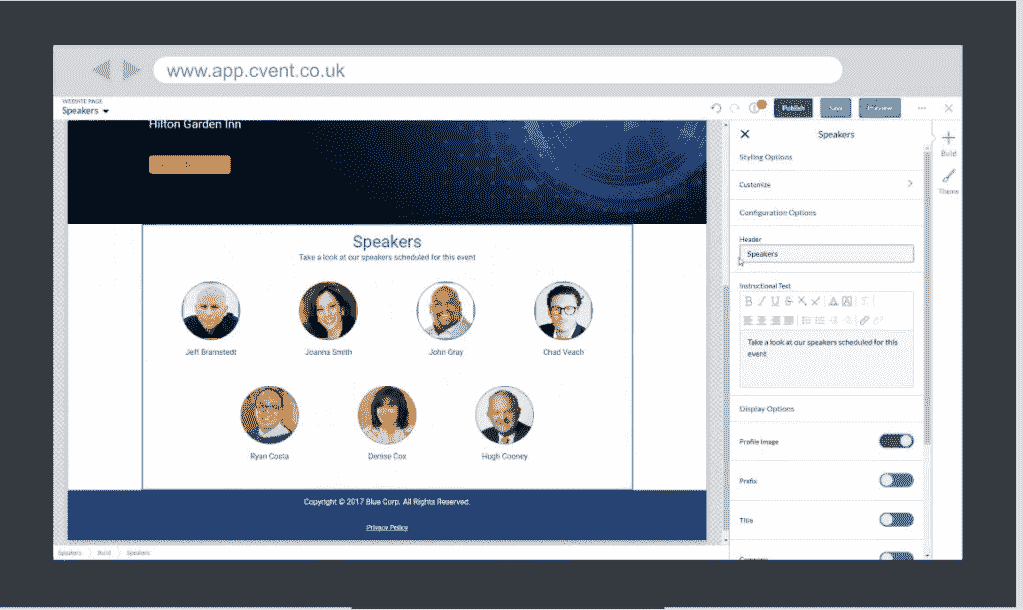 www.app.cvent.co.uk
WEBSITE PAGE
Speakers
Publish
Save
Preview
Hilton Garden Inn
Speakers
Take a look at our speakers scheduled for this event
Jeff Bramstedt
Joanna Smith
John Gray
Chad Veach
Ryan Costa
Denise Cox
Hugh Cooney
Copyright © 2017 Blue Corp. All Rights Reserved.
Privacy Policy
Speakers
Build
Speakers
Speakers
Styling Options
Customize
Configuration Options
Header
Speakers
Instructional Text
B I U S
Take a look at our speakers scheduled for this
event
Display Options
Profile Image
Prefix
Title
Build
Theme